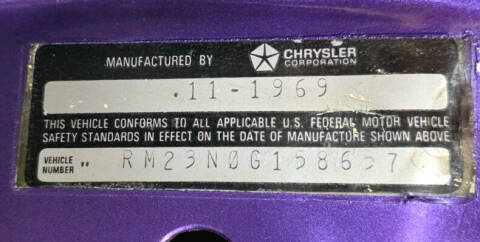 MANUFACTURED BY CHRYSLER CORPORATION
.11-1969
THIS VEHICLE CONFORMS TO ALL APPLICABLE U.S. FEDERAL MOTOR VEHICLE
SAFETY STANDARDS IN EFFECT ON THE DATE OF MANUFACTURE SHOWN ABOVE
VEHICLE NUMBER " RM23N0G158657